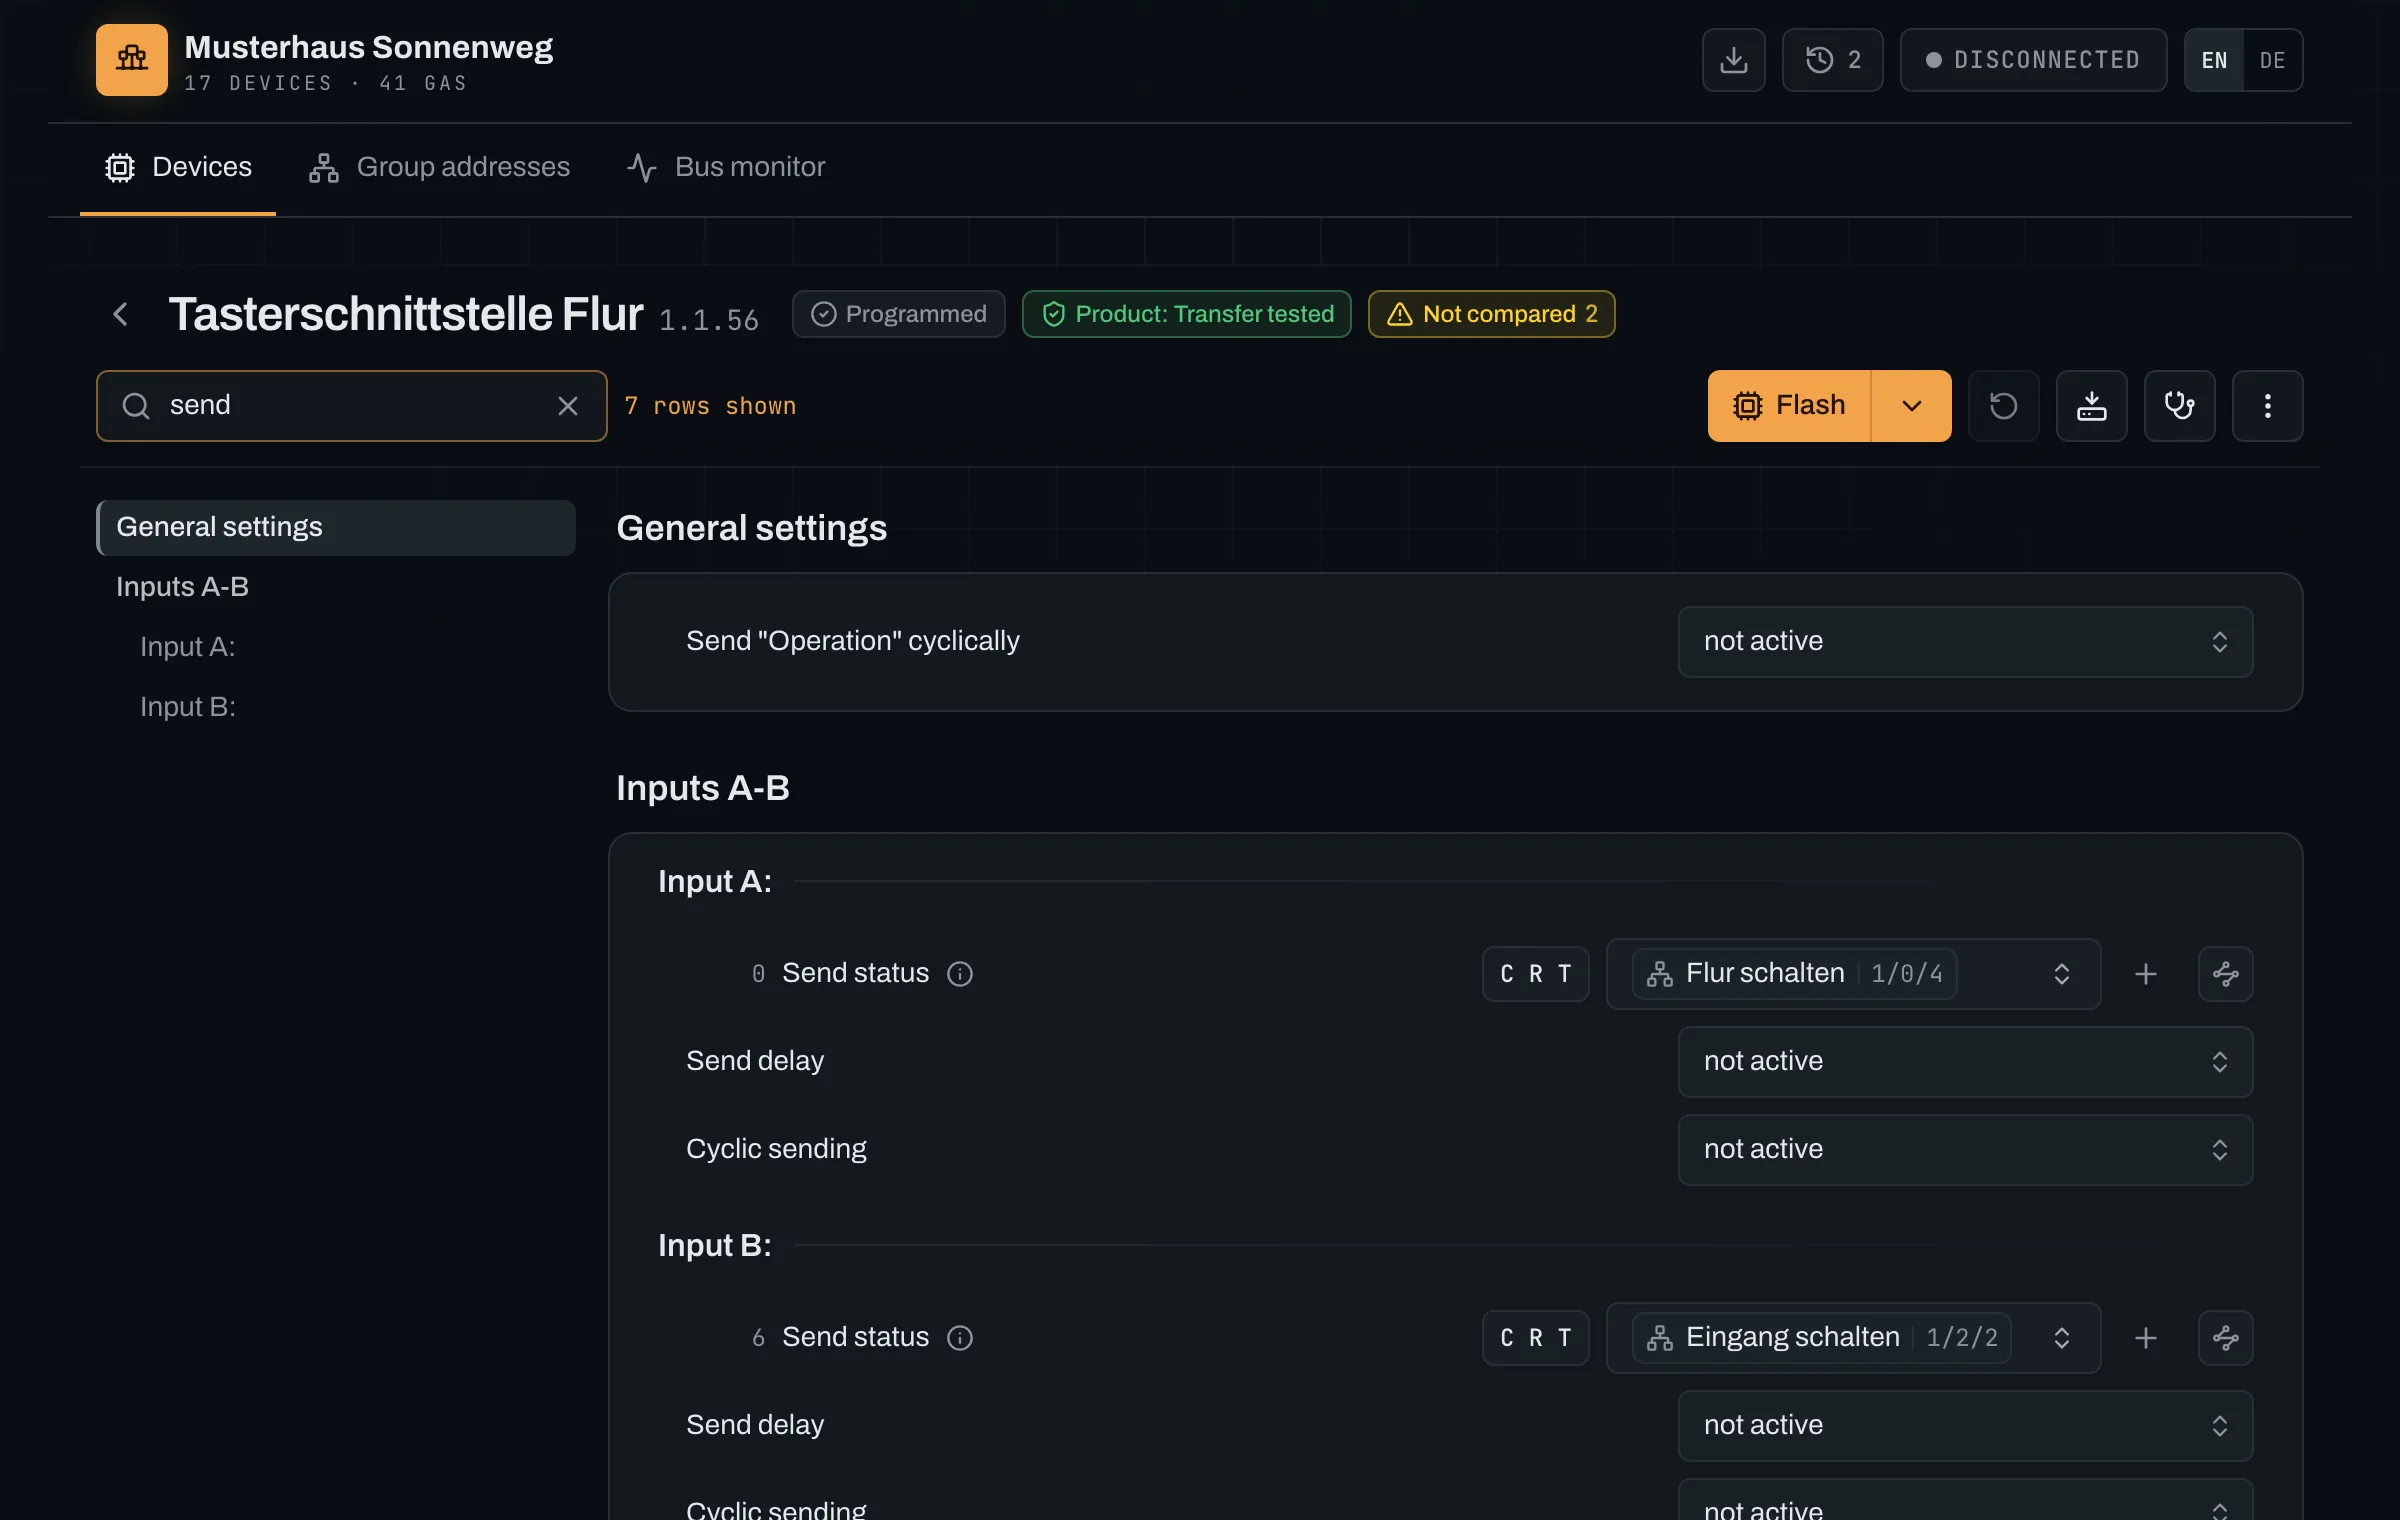 Musterhaus Sonnenweg
17 DEVICES · 41 GAS
2
DISCONNECTED
EN DE
Devices
Group addresses
Bus monitor
Tasterschnittstelle Flur 1.1.56
Programmed
Product: Transfer tested
Not compared 2
send
7 rows shown
Flash
General settings
Inputs A-B
Input A:
Input B:
General settings
Send "Operation" cyclically
not active
Inputs A-B
Input A:
0 Send status
C R T
Flur schalten 1/0/4
Send delay
not active
Cyclic sending
not active
Input B:
6 Send status
C R T
Eingang schalten 1/2/2
Send delay
not active
Cyclic sending
not active